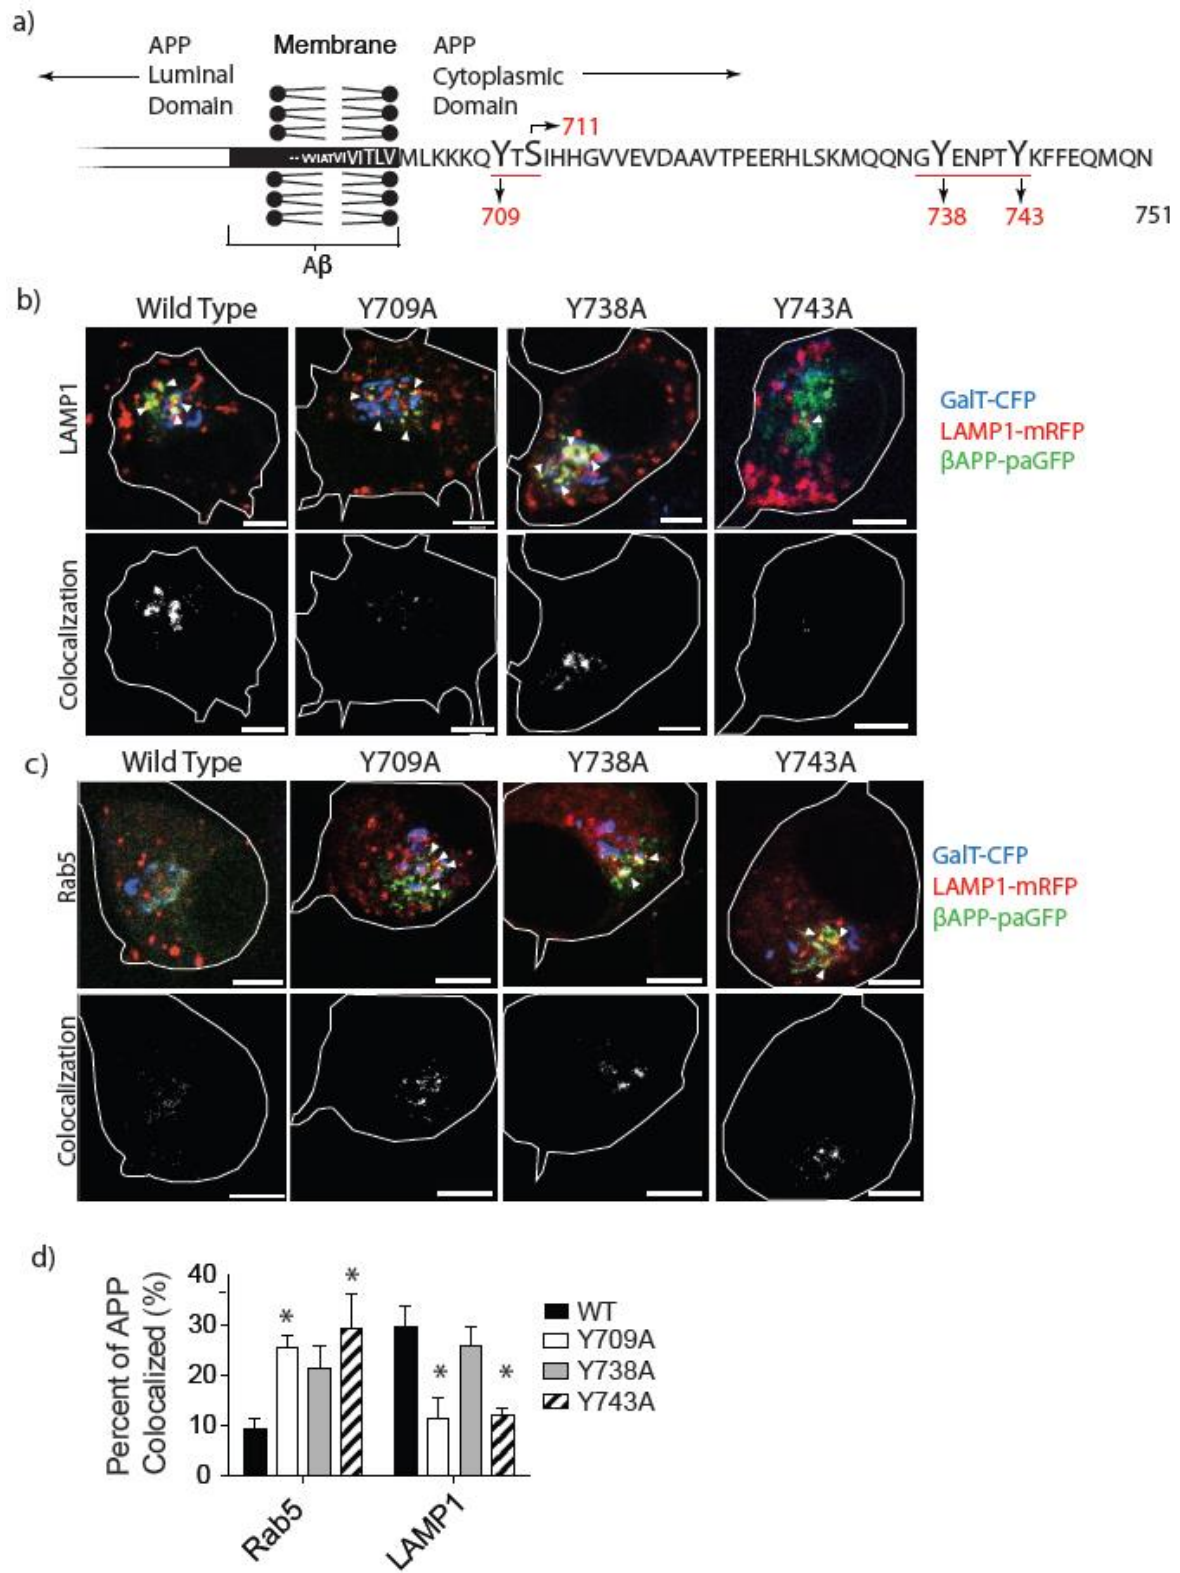 a)
APP Luminal Domain
Membrane
APP Cytoplasmic Domain
711
VITLVMLKKKQYTSIHHGVVEVDAAVTPEERHLSKMQQNGYENPTYKFFEQMQN
709
738
743
751
Aβ
b)
Wild Type
Y709A
Y738A
Y743A
LAMP1
GalT-CFP
LAMP1-mRFP
βAPP-paGFP
Colocalization
c)
Wild Type
Y709A
Y738A
Y743A
Rab5
GalT-CFP
LAMP1-mRFP
βAPP-paGFP
Colocalization
d)
Percent of APP
Colocalized (%)
40
30
20
10
0
*
*
*
*
WT
Y709A
Y738A
Y743A
Rab5
LAMP1